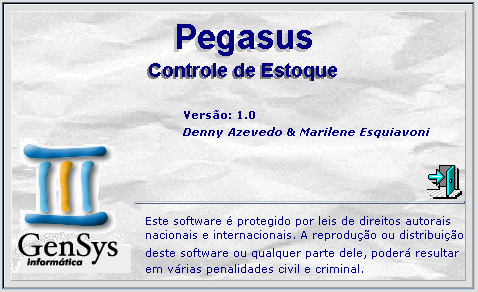 Pegasus
Controle de Estoque
Versão: 1.0
Denny Azevedo & Marilene Esquiavoni
GenSys
informática
Este software é protegido por leis de direitos autorais
nacionais e internacionais. A reprodução ou distribuição
deste software ou qualquer parte dele, poderá resultar
em várias penalidades civil e criminal.